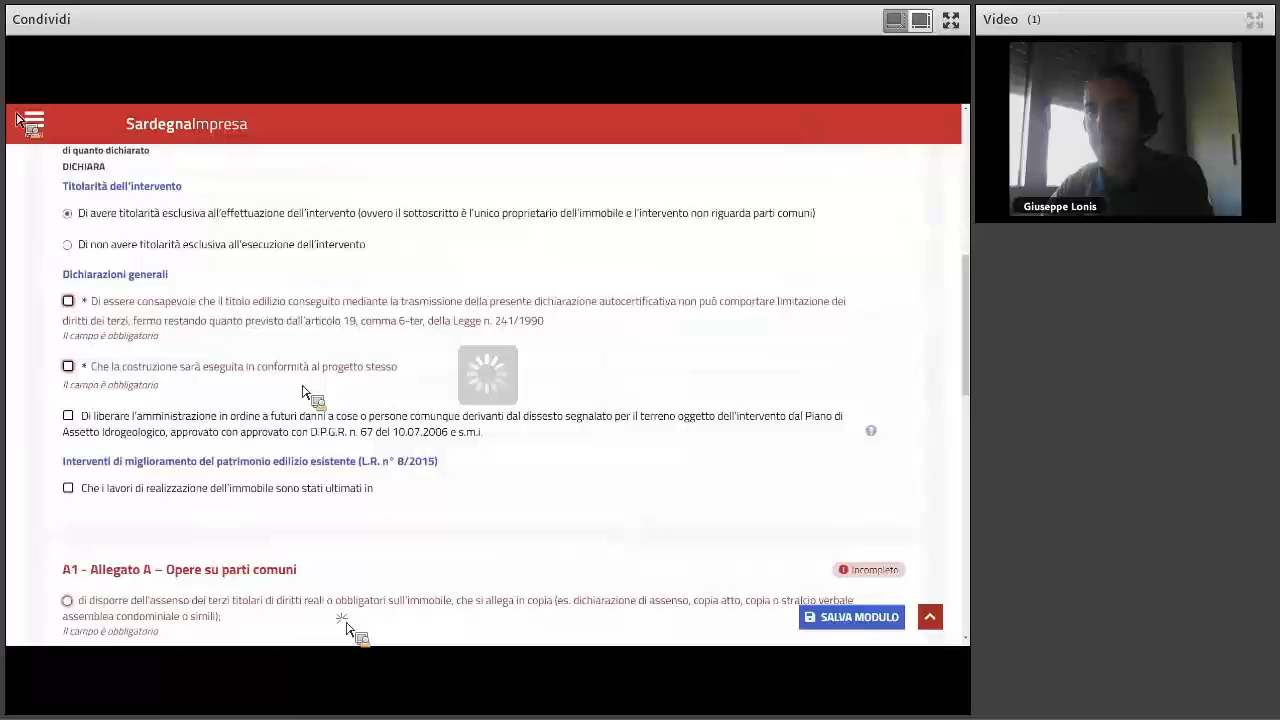 Condividi
Video (1)
SardegnaImpresa
di quanto dichiarato
DICHIARA
Titolarità dell'intervento
Di avere titolarità esclusiva all'effettuazione dell'intervento (ovvero il sottoscritto è l'unico proprietario dell'immobile e l'intervento non riguarda parti comuni)
Di non avere titolarità esclusiva all'esecuzione dell'intervento
Dichiarazioni generali
* Di essere consapevole che il titolo edilizio conseguito mediante la trasmissione della presente dichiarazione autocertificativa non può comportare limitazione dei
diritti dei terzi, fermo restando quanto previsto dall'articolo 19, comma 6-ter, della Legge n. 241/1990
Il campo è obbligatorio
* Che la costruzione sarà eseguita in conformità al progetto stesso
Il campo è obbligatorio
Di liberare l'amministrazione in ordine a futuri danni a cose o persone comunque derivanti dal dissesto segnalato per il terreno oggetto dell'intervento dal Piano di
Assetto Idrogeologico, approvato con approvato con D.P.G.R. n. 67 del 10.07.2006 e s.m.i.
Interventi di miglioramento del patrimonio edilizio esistente (L.R. n° 8/2015)
Che i lavori di realizzazione dell'immobile sono stati ultimati in
A1 - Allegato A – Opere su parti comuni
Incompleto
di disporre dell'assenso dei terzi titolari di diritti reali o obbligatori sull'immobile, che si allega in copia (es. dichiarazione di assenso, copia atto, copia o stralcio verbale
assemblea condominiale o simili);
Il campo è obbligatorio
SALVA MODULO
Giuseppe Lonis